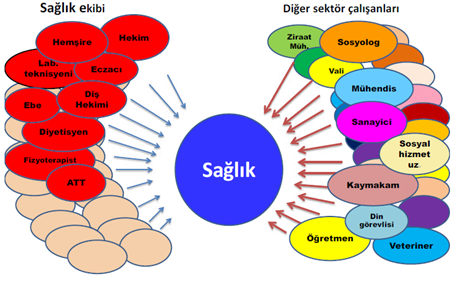 Sağlık ekibi
Diğer sektör çalışanları
Hemşire
Hekim
Lab.
teknisyeni
Eczacı
Diş
Hekimi
Ebe
Diyetisyen
Fizyoterapist
ATT
Sağlık
Ziraat
Müh.
Sosyolog
Vali
Mühendis
Sanayici
Sosyal
hizmet
uz
Kaymakam
Din
görevlisi
Öğretmen
Veteriner